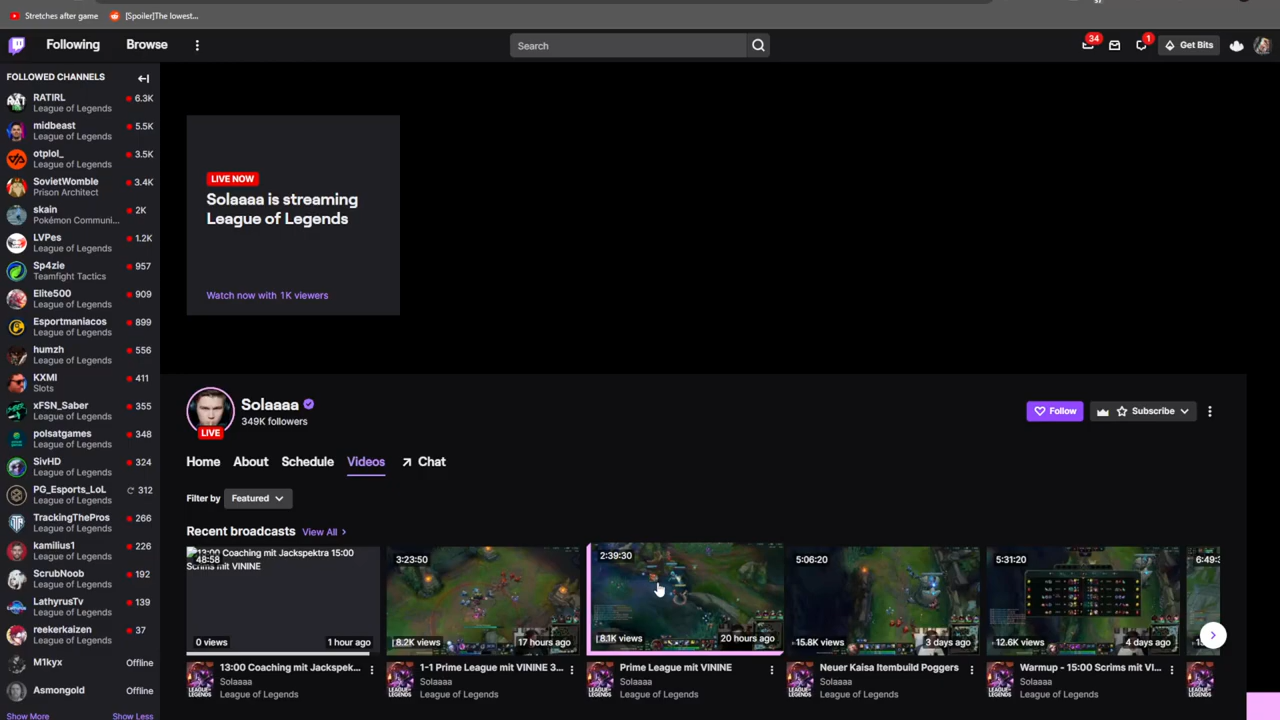 Stretches after game
[Spoiler]The lowest...
Following
Browse
Search
34
1
Get Bits
FOLLOWED CHANNELS
RATIRL
League of Legends
6.3K
midbeast
League of Legends
5.5K
otplol_
League of Legends
3.5K
SovietWomble
Prison Architect
3.4K
skain
Pokémon Communi...
2K
LVPes
League of Legends
1.2K
Sp4zie
Teamfight Tactics
957
Elite500
League of Legends
909
Esportmaniacos
League of Legends
899
humzh
League of Legends
556
KXMI
Slots
411
xFSN_Saber
League of Legends
355
polsatgames
League of Legends
348
SivHD
League of Legends
324
PG_Esports_LoL
League of Legends
312
TrackingThePros
League of Legends
266
kamilius1
League of Legends
226
ScrubNoob
League of Legends
192
LathyrusTv
League of Legends
139
reekerkaizen
League of Legends
37
M1kyx
Offline
Asmongold
Offline
Show More
Show Less
LIVE NOW
Solaaaa is streaming
League of Legends
Watch now with 1K viewers
LIVE
Solaaaa
349K followers
Follow
Subscribe
Home
About
Schedule
Videos
Chat
Filter by
Featured
Recent broadcasts
View All
13:00 Coaching mit Jackspektra 15:00
Scrims mit VININE
48:58
0 views
1 hour ago
13:00 Coaching mit Jackspek...
Solaaaa
League of Legends
3:23:50
8.2K views
17 hours ago
1-1 Prime League mit VININE 3...
Solaaaa
League of Legends
2:39:30
8.1K views
20 hours ago
Prime League mit VININE
Solaaaa
League of Legends
5:06:20
15.8K views
3 days ago
Neuer Kaisa Itembuild Poggers
Solaaaa
League of Legends
5:31:20
12.6K views
4 days ago
Warmup - 15:00 Scrims mit VI...
Solaaaa
League of Legends
6:49: